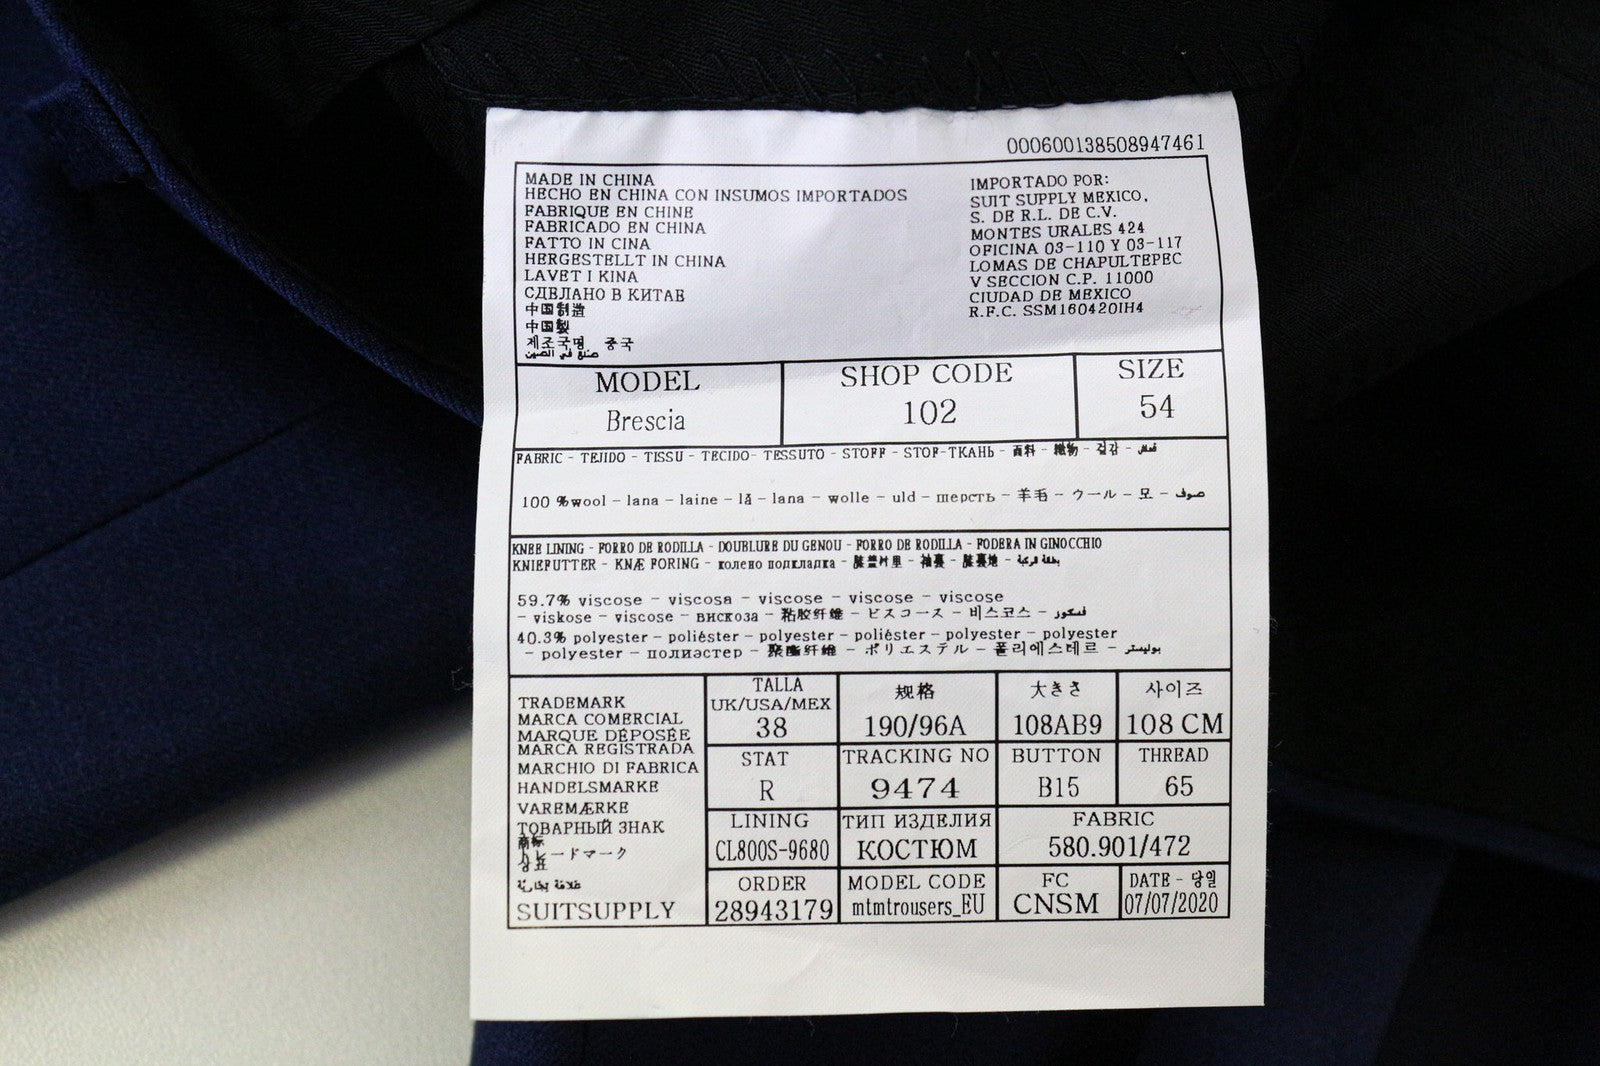 000600138508947461
MADE IN CHINA
HECHO EN CHINA CON INSUMOS IMPORTADOS
FABRIQUE EN CHINE
FABRICADO EN CHINA
FATTO IN CINA
HERGESTELLT IN CHINA
LAVET I KINA
СДЕЛАНО В КИТАЕ
中国制造
中国製
제조국명 중국
صنع في الصين
IMPORTADO POR:
SUIT SUPPLY MEXICO,
S. DE R.L. DE C.V.
MONTES URALES 424
OFICINA 03-110 Y 03-117
LOMAS DE CHAPULTEPEC
V SECCION C.P. 11000
CIUDAD DE MEXICO
R.F.C. SSM160420IH4
MODEL
Brescia
SHOP CODE
102
SIZE
54
FABRIC - TEJIDO - TISSU - TECIDO- TESSUTO - STOFF - STOF-ТКАНЬ - 面料 - 織物 - 겉감 - قماش
100 %wool - lana - laine - lã - lana - wolle - uld - шерсть - 羊毛 - ウール - 모 - صوف
KNEE LINING - FORRO DE RODILLA - DOUBLURE DU GENOU - FORRO DE RODILLA - FODERA IN GINOCCHIO
KNIEFUTTER - KNÆ FORING - колено подкладка -
59.7% viscose - viscosa - viscose - viscose - viscose
- viskose - viscose - вискоза - 粘胶纤维 - ビスコース - 비스코스 - فسكوز
40.3% polyester - poliéster - polyester - poliéster - polyester - polyester
- polyester - полиэстер - 聚酯纤维 - ポリエステル - 폴리에스테르 - بوليستر
TRADEMARK
MARCA COMERCIAL
MARQUE DÉPOSÉE
MARCA REGISTRADA
MARCHIO DI FABRICA
HANDELSMARKE
VAREMÆRKE
ТОВАРНЫЙ ЗНАК
商标
トレードマーク
상표
علامة تجارية
SUITSUPPLY
TALLA
UK/USA/MEX
38
规格
190/96A
大きさ
108AB9
사이즈
108 CM
STAT
R
TRACKING NO
9474
BUTTON
B15
THREAD
65
LINING
CL800S-9680
ТИП ИЗДЕЛИЯ
КОСТЮМ
FABRIC
580.901/472
ORDER
28943179
MODEL CODE
mtmtrousers_EU
FC
CNSM
DATE - 당일
07/07/2020